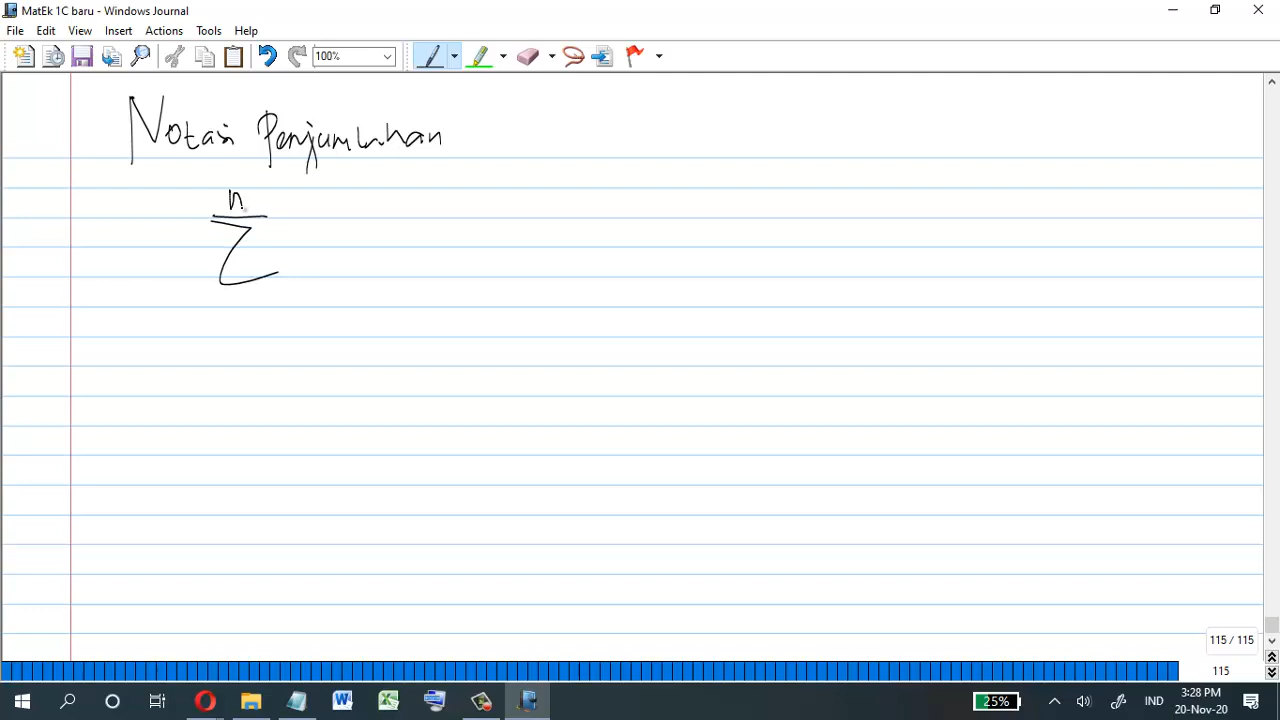 MatEk 1C baru - Windows Journal
File Edit View Insert Actions Tools Help
100%
Notasi Penjumlahan
n
Σ
115 / 115
115
25% IND 3:28 PM
20-Nov-20